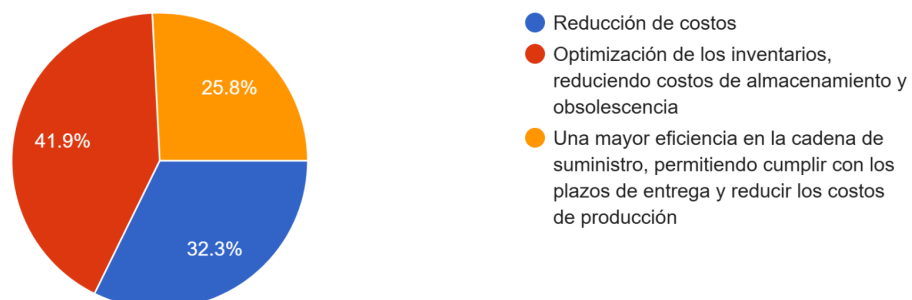 25.8%
41.9%
32.3%
Reducción de costos
Optimización de los inventarios,
reduciendo costos de almacenamiento y
obsolescencia
Una mayor eficiencia en la cadena de
suministro, permitiendo cumplir con los
plazos de entrega y reducir los costos
de producción